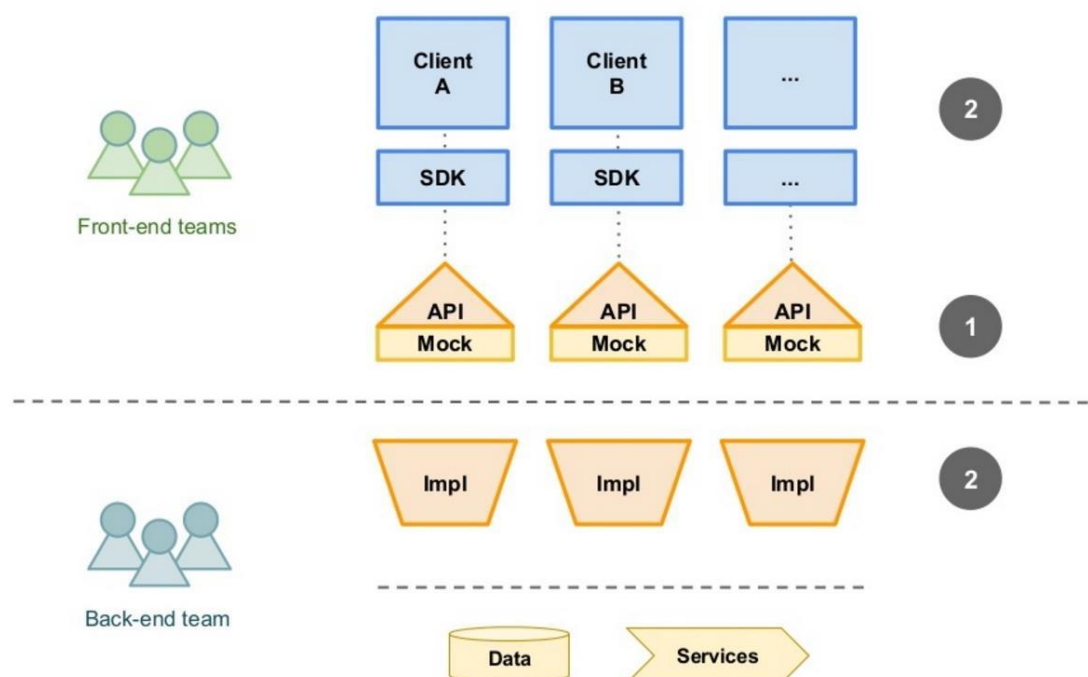 Client
A
Client
B
...
2
SDK
SDK
...
Front-end teams
API
API
API
1
Mock
Mock
Mock
Impl
Impl
Impl
2
Back-end team
Data
Services